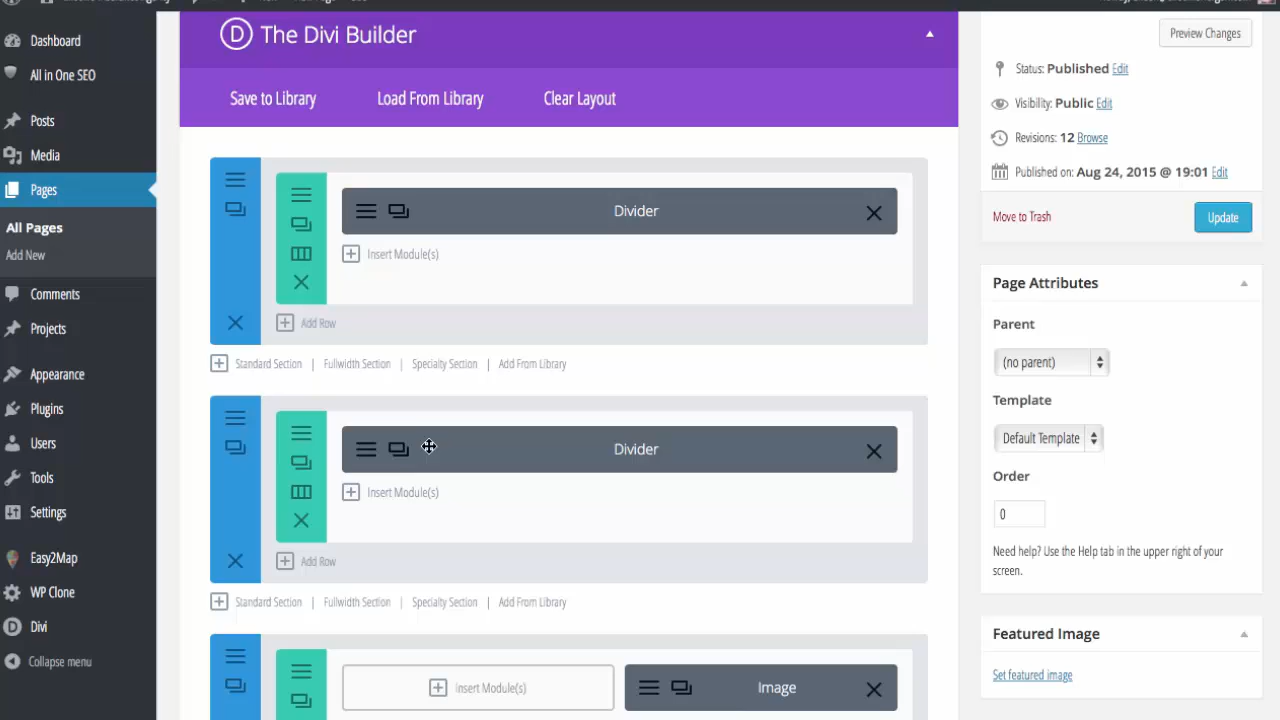 Dashboard
All in One SEO
Posts
Media
Pages
All Pages
Add New
Comments
Projects
Appearance
Plugins
Users
Tools
Settings
Easy2Map
WP Clone
Divi
Collapse menu
D The Divi Builder
Save to Library Load From Library Clear Layout
Divider
Insert Module(s)
Add Row
Standard Section | Fullwidth Section | Specialty Section | Add From Library
Divider
Insert Module(s)
Add Row
Standard Section | Fullwidth Section | Specialty Section | Add From Library
Insert Module(s) Image
Preview Changes
Status: Published Edit
Visibility: Public Edit
Revisions: 12 Browse
Published on: Aug 24, 2015 @ 19:01 Edit
Move to Trash Update
Page Attributes
Parent
(no parent)
Template
Default Template
Order
0
Need help? Use the Help tab in the upper right of your
screen.
Featured Image
Set featured image